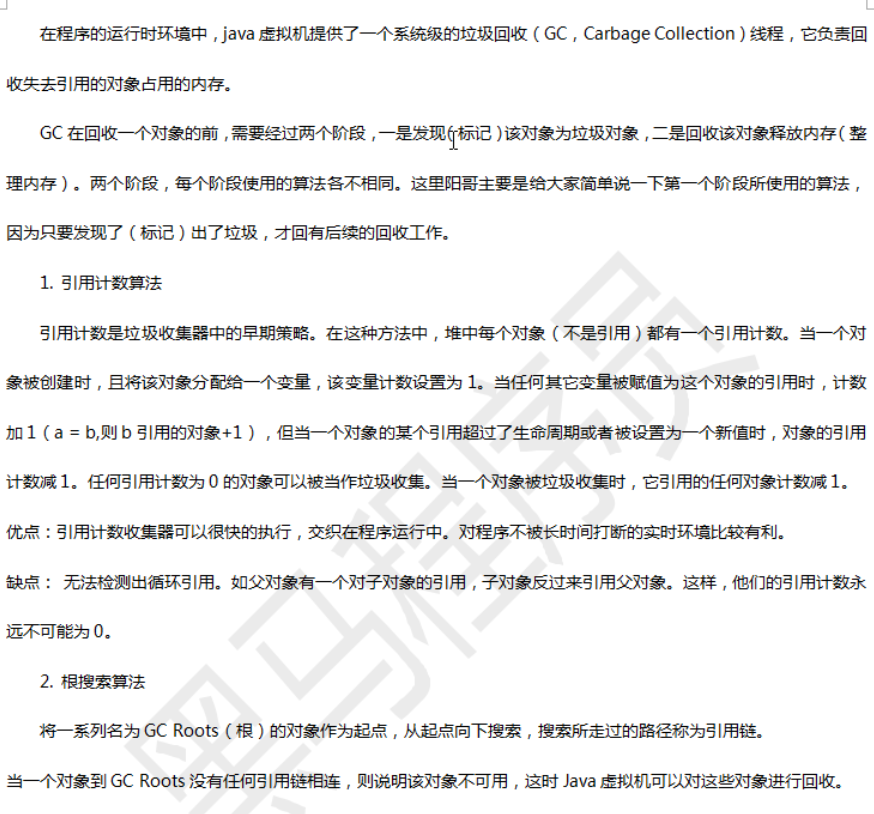 在程序的运行时环境中，java 虚拟机提供了一个系统级的垃圾回收（GC，Carbage Collection）线程，它负责回
收失去引用的对象占用的内存。
GC 在回收一个对象的前，需要经过两个阶段，一是发现（标记）该对象为垃圾对象，二是回收该对象释放内存（整
理内存）。两个阶段，每个阶段使用的算法各不相同。这里阳哥主要是给大家简单说一下第一个阶段所使用的算法，
因为只要发现了（标记）出了垃圾，才回有后续的回收工作。
1. 引用计数算法
引用计数是垃圾收集器中的早期策略。在这种方法中，堆中每个对象（不是引用）都有一个引用计数。当一个对
象被创建时，且将该对象分配给一个变量，该变量计数设置为 1。当任何其它变量被赋值为这个对象的引用时，计数
加 1（a = b,则 b 引用的对象+1），但当一个对象的某个引用超过了生命周期或者被设置为一个新值时，对象的引用
计数减 1。任何引用计数为 0 的对象可以被当作垃圾收集。当一个对象被垃圾收集时，它引用的任何对象计数减 1。
优点：引用计数收集器可以很快的执行，交织在程序运行中。对程序不被长时间打断的实时环境比较有利。
缺点： 无法检测出循环引用。如父对象有一个对子对象的引用，子对象反过来引用父对象。这样，他们的引用计数永
远不可能为 0。
2. 根搜索算法
将一系列名为 GC Roots（根）的对象作为起点，从起点向下搜索，搜索所走过的路径称为引用链。
当一个对象到 GC Roots 没有任何引用链相连，则说明该对象不可用，这时 Java 虚拟机可以对这些对象进行回收。
黑马程序员